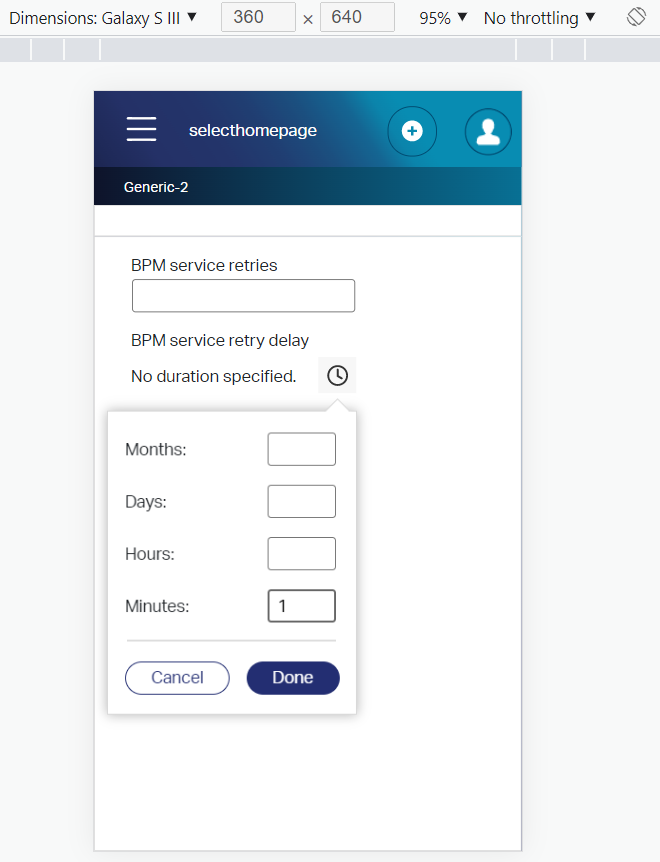 Dimensions: Galaxy S III ▼ 360 × 640 95% ▼ No throttling ▼
selecthomepage
Generic-2
BPM service retries
BPM service retry delay
No duration specified.
Months:
Days:
Hours:
Minutes: 1
Cancel Done